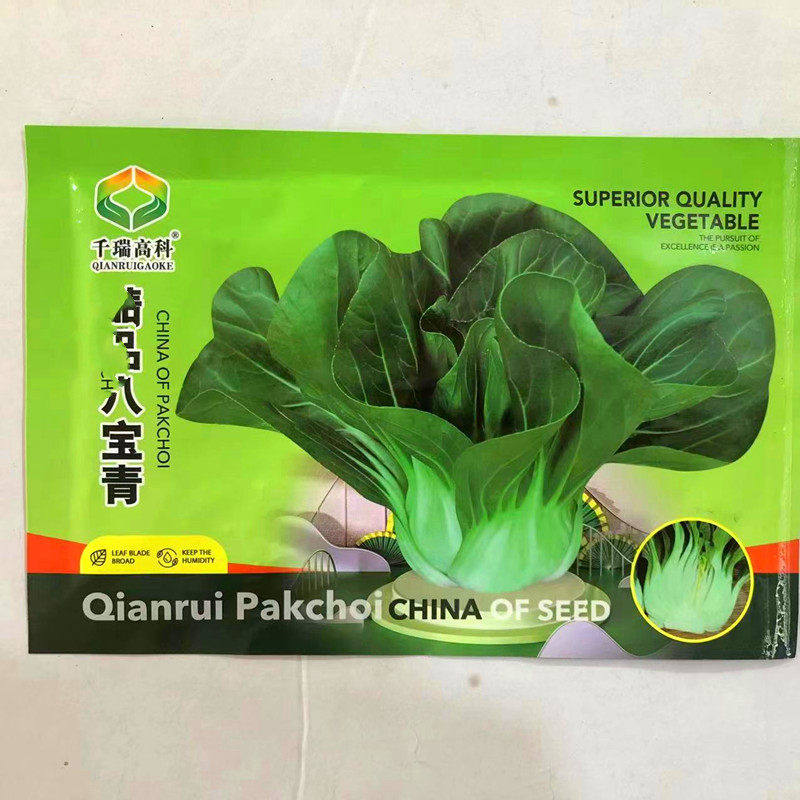 千瑞高科®
QIANRUIGAOKE
SUPERIOR QUALITY
VEGETABLE
THE PURSUIT OF
EXCELLENCE IS A PASSION
八宝青
CHINA OF PAKCHOI
LEAF BLADE
BROAD
KEEP THE
HUMIDITY
Qianrui Pakchoi CHINA OF SEED